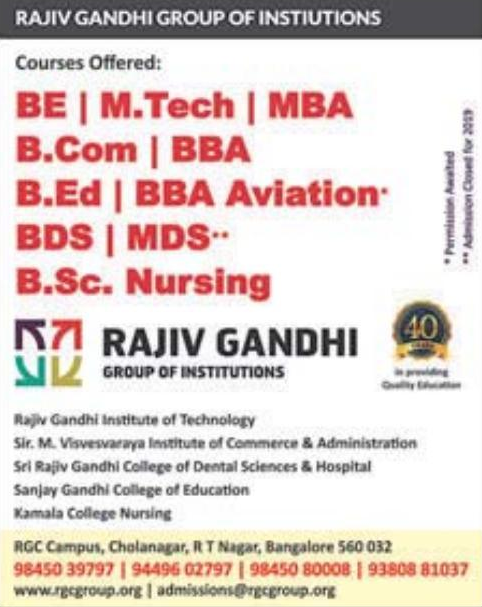 RAJIV GANDHI GROUP OF INSTIUTIONS
Courses Offered:
BE | M.Tech | MBA
B.Com | BBA
B.Ed | BBA Aviation*
BDS | MDS**
B.Sc. Nursing
* Permission Awaited
** Admission Closed for 2019
RAJIV GANDHI
GROUP OF INSTITUTIONS
40
YEARS
in providing
Quality Education
Rajiv Gandhi Institute of Technology
Sir. M. Visvesvaraya Institute of Commerce & Administration
Sri Rajiv Gandhi College of Dental Sciences & Hospital
Sanjay Gandhi College of Education
Kamala College Nursing
RGC Campus, Cholanagar, R T Nagar, Bangalore 560 032
98450 39797 | 94496 02797 | 98450 80008 | 93808 81037
www.rgcgroup.org | admissions@rgcgroup.org